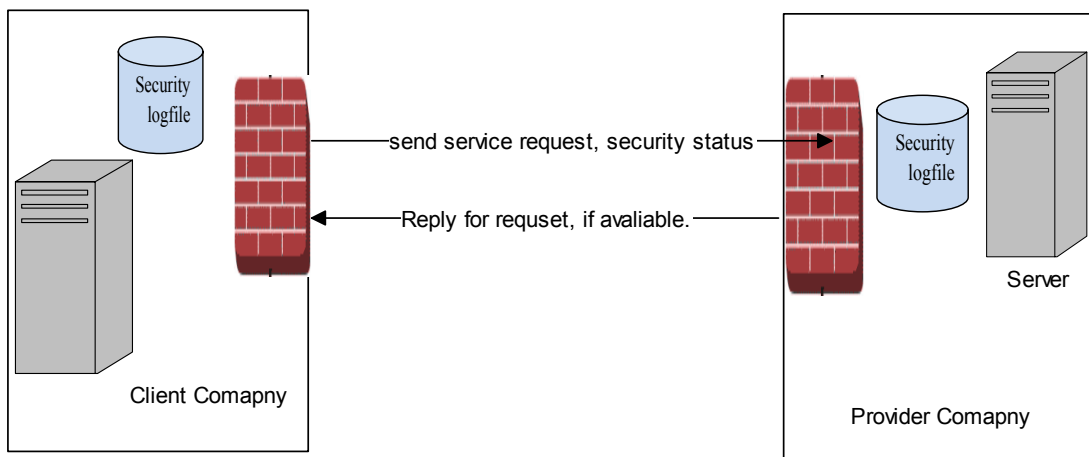 Security
logfile
send service request, security status
Security
logfile
Reply for requset, if avaliable.
Server
Client Comapny
Provider Comapny